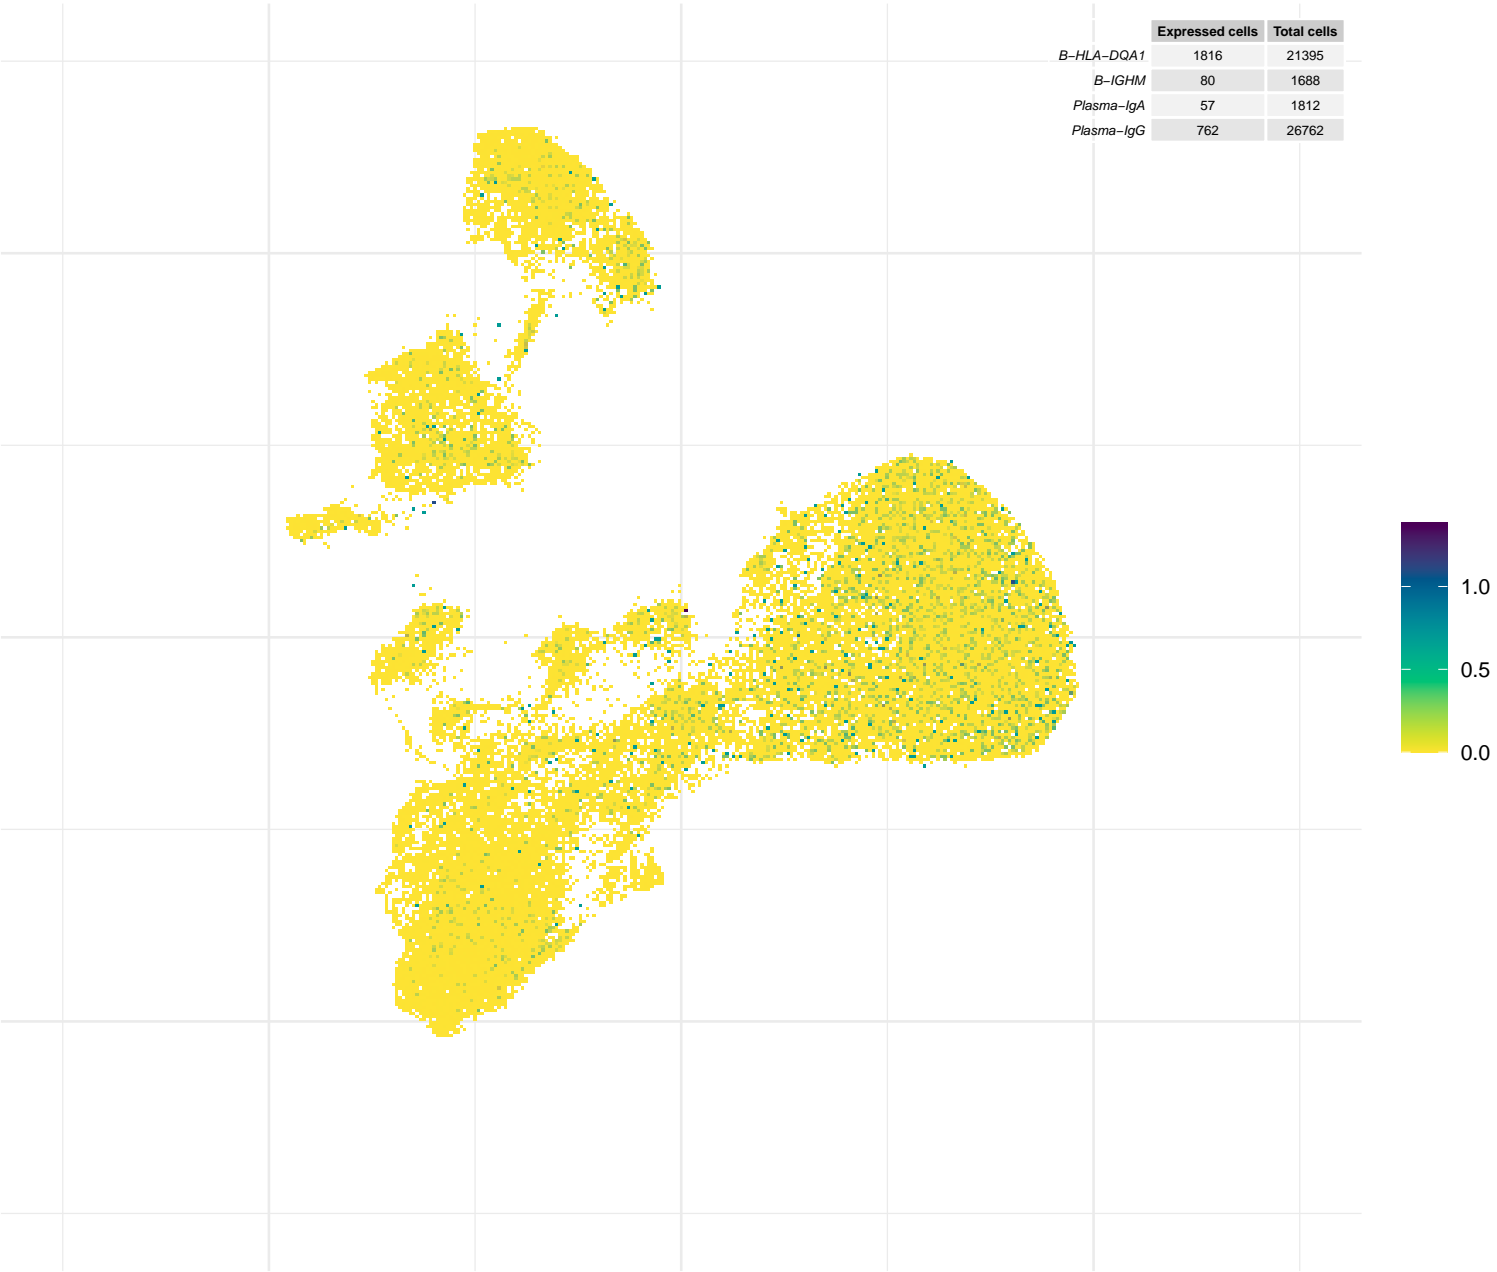 Expressed cells Total cells
B−HLA−DQA1 1816 21395
B−IGHM 80 1688
Plasma−IgA 57 1812
Plasma−IgG 762 26762
1.0
0.5
0.0